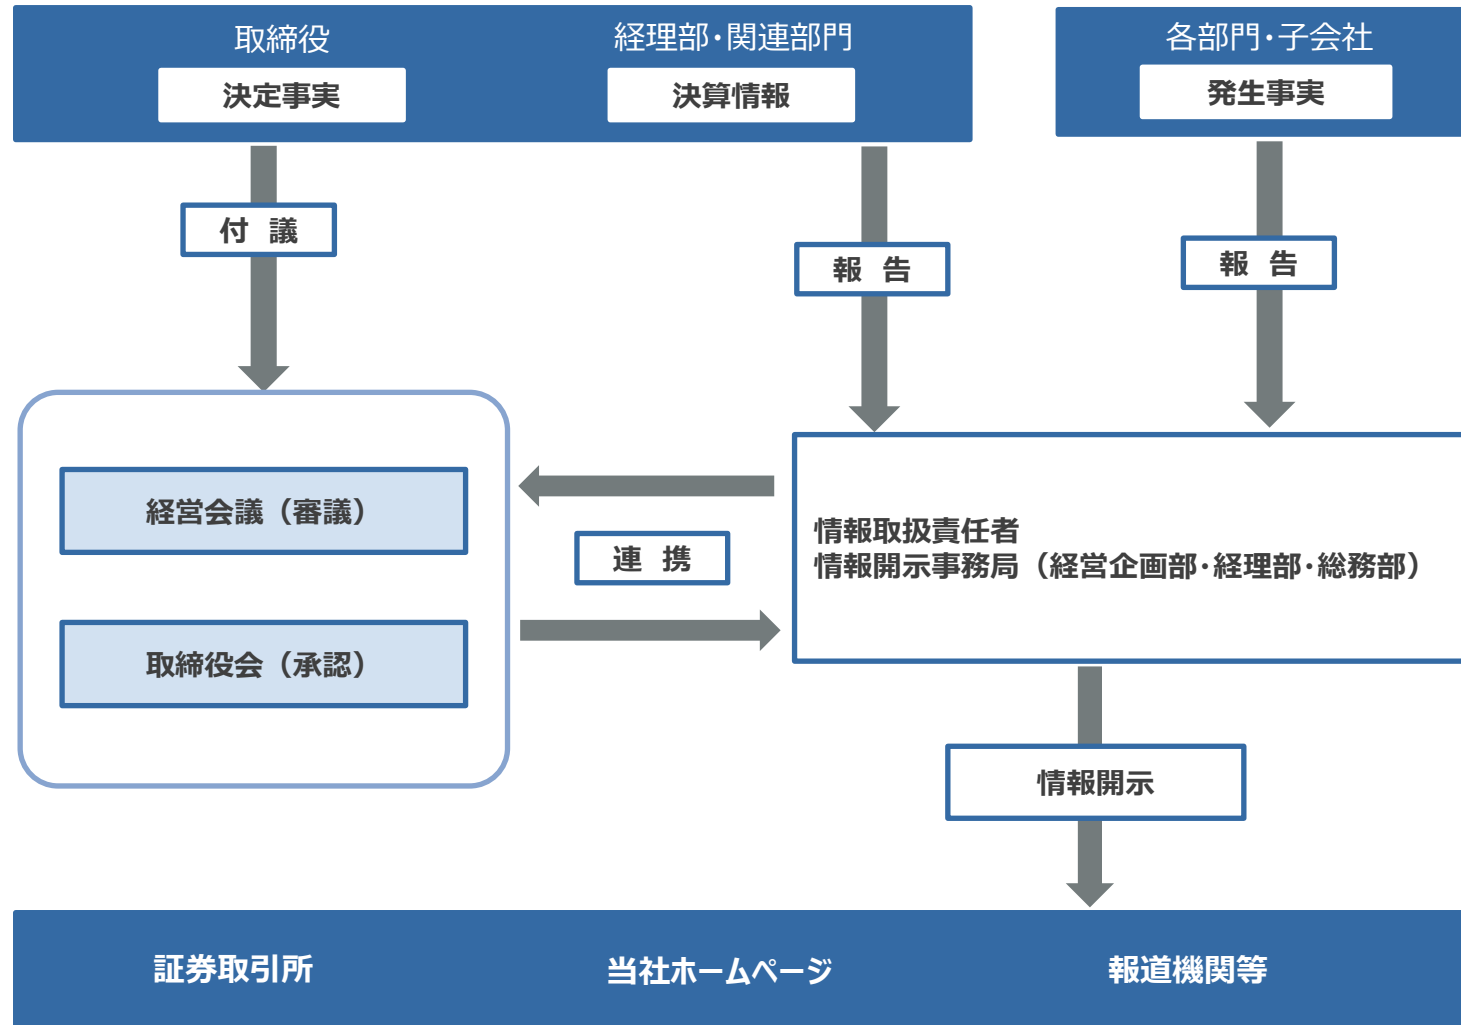 取締役
経理部・関連部門
各部門・子会社
決定事実
決算情報
発生事実
付 議
報 告
報 告
経営会議（審議）
連 携
情報取扱責任者
情報開示事務局（経営企画部・経理部・総務部）
取締役会（承認）
情報開示
証券取引所
当社ホームページ
報道機関等